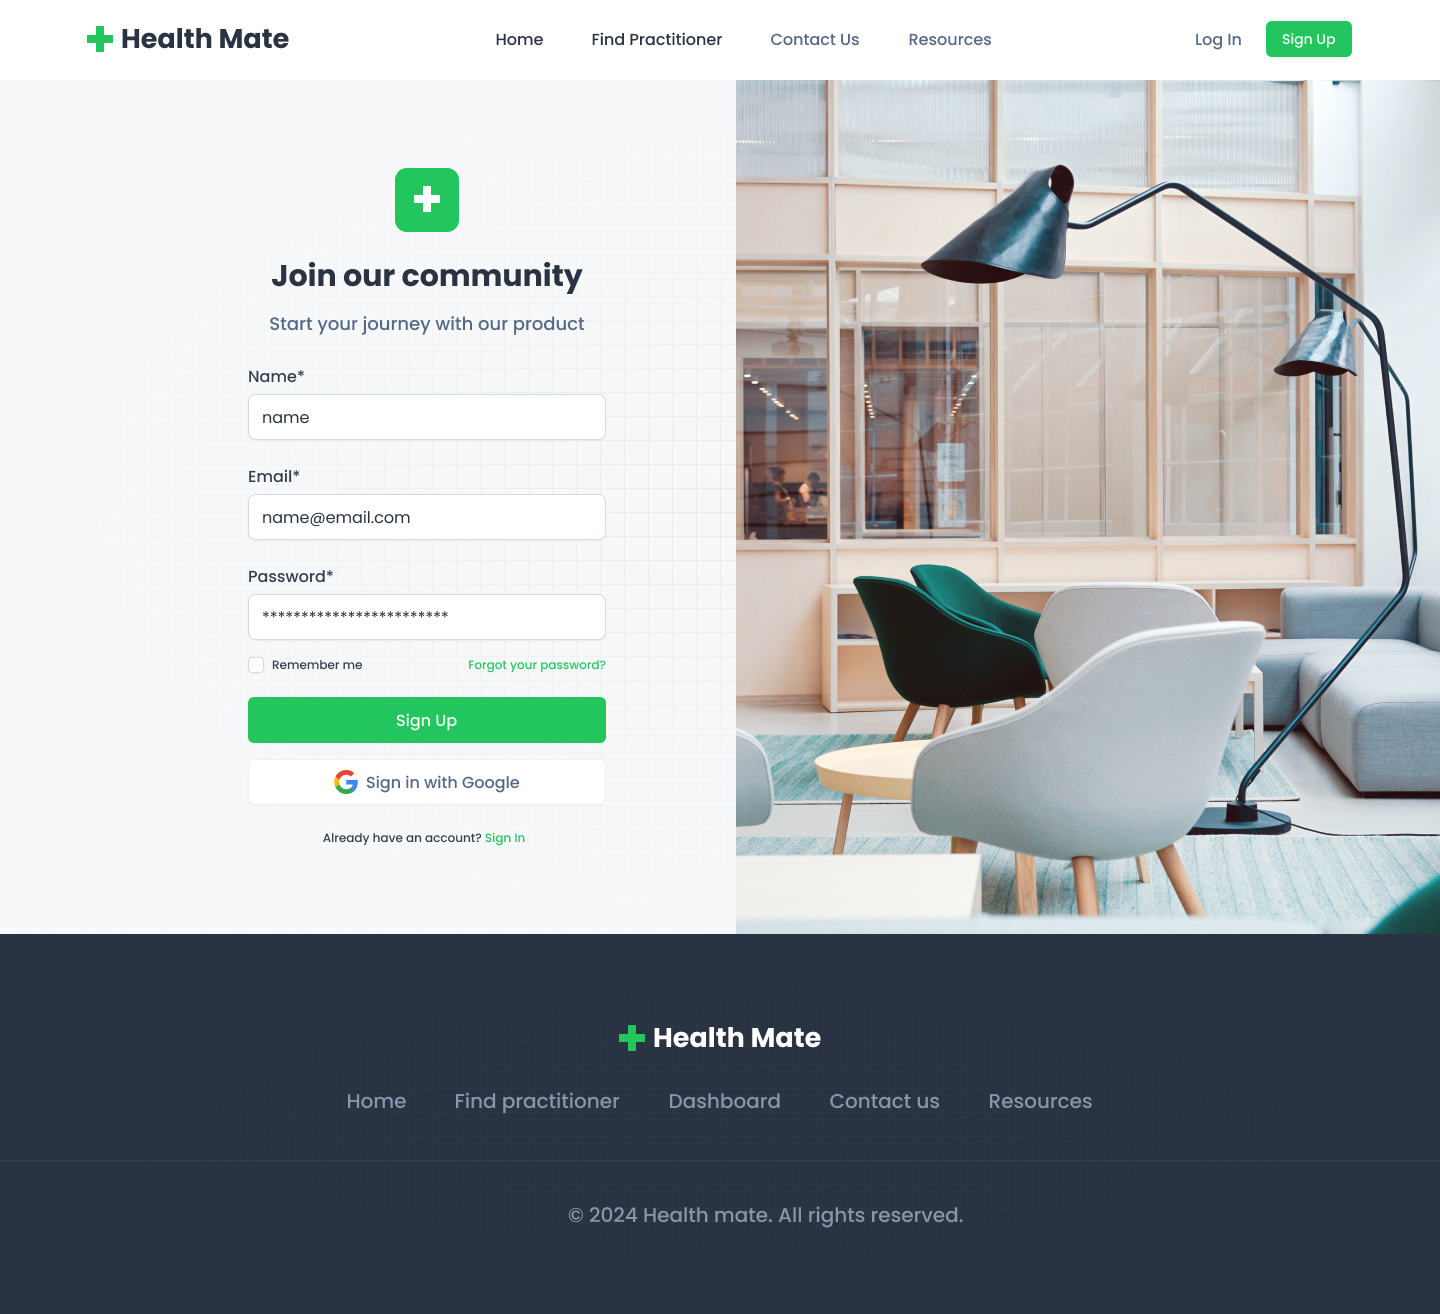 Health Mate
Home Find Practitioner Contact Us Resources
Log In Sign Up
Join our community
Start your journey with our product
Name*
name
Email*
name@email.com
Password*
************************
Remember me Forgot your password?
Sign Up
Sign in with Google
Already have an account? Sign In
Health Mate
Home Find practitioner Dashboard Contact us Resources
© 2024 Health mate. All rights reserved.